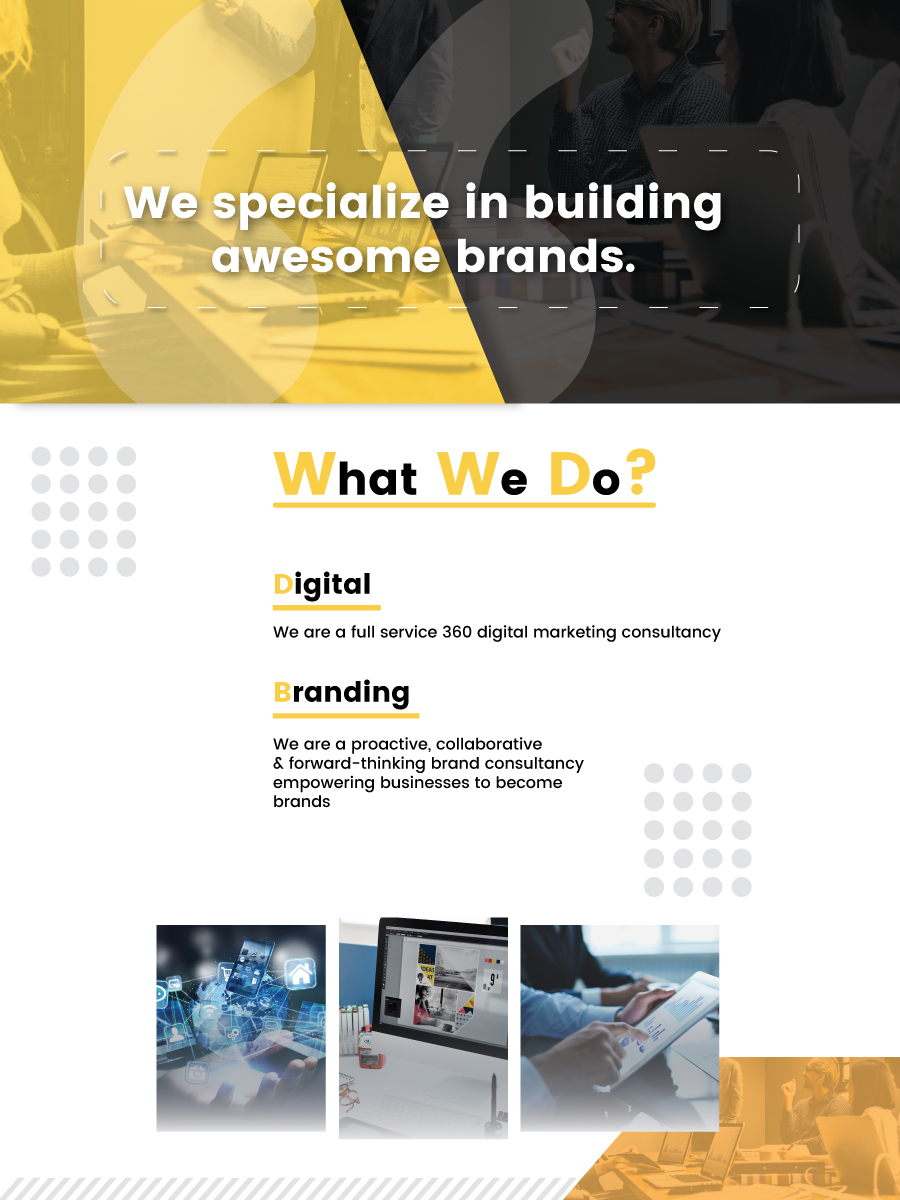 We specialize in building
awesome brands.
What We Do?
Digital
We are a full service 360 digital marketing consultancy
Branding
We are a proactive, collaborative
& forward-thinking brand consultancy
empowering businesses to become
brands